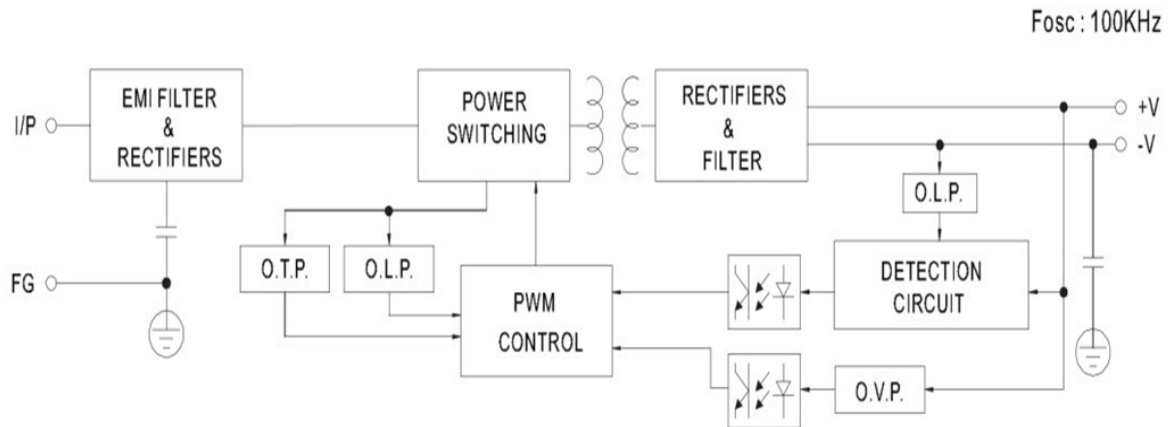 Fosc : 100KHz
I/P
EMI FILTER
&
RECTIFIERS
POWER
SWITCHING
RECTIFIERS
&
FILTER
+V
-V
O.L.P.
FG
O.T.P.
O.L.P.
PWM
CONTROL
DETECTION
CIRCUIT
O.V.P.